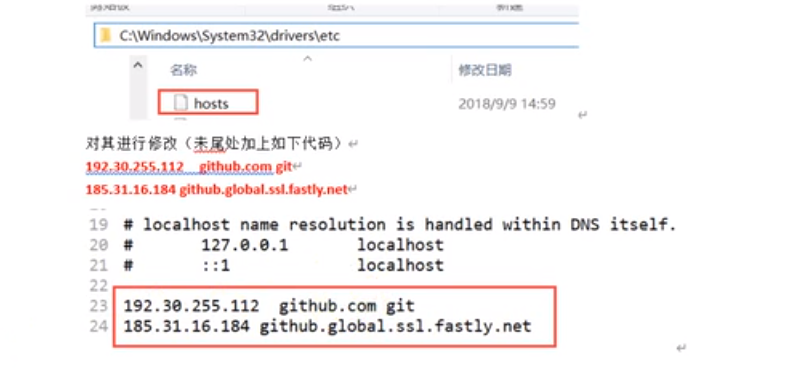 C:\Windows\System32\drivers\etc
名称
修改日期
hosts
2018/9/9 14:59
对其进行修改（未尾处加上如下代码）
192.30.255.112 github.com git
185.31.16.184 github.global.ssl.fastly.net
19 # localhost name resolution is handled within DNS itself.
20 # 127.0.0.1 localhost
21 # ::1 localhost
22
23 192.30.255.112 github.com git
24 185.31.16.184 github.global.ssl.fastly.net